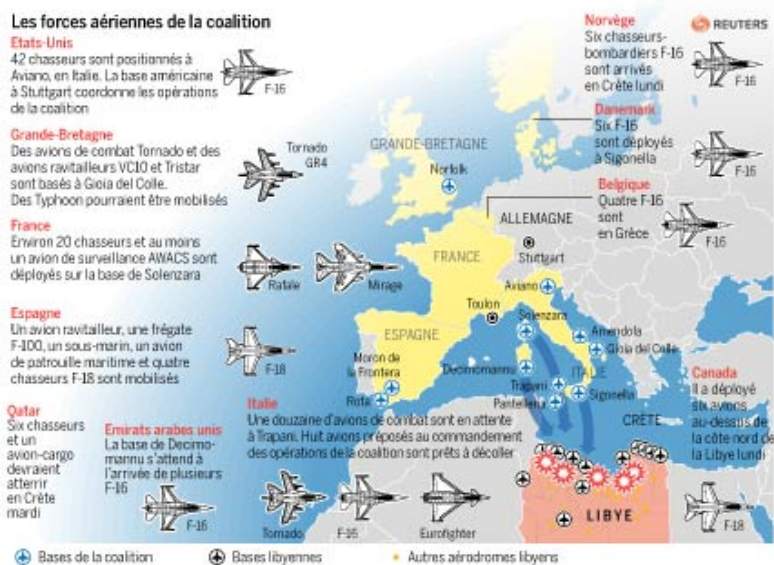 Les forces aériennes de la coalition
REUTERS
Etats-Unis
42 chasseurs sont positionnés à
Aviano, en Italie. La base américaine
à Stuttgart coordonne les opérations
de la coalition
F-16
Norvège
Six chasseurs-
bombardiers F-16
sont arrivés
en Crète lundi
F-16
Danemark
Six F-16
sont déployés
à Sigonella
F-16
Grande-Bretagne
Des avions de combat Tornado et des
avions ravitailleurs VC10 et Tristar
sont basés à Gioia del Colle.
Des Typhoon pourraient être mobilisés
Tornado
GR4
Belgique
Quatre F-16
sont
en Grèce
F-16
France
Environ 20 chasseurs et au moins
un avion de surveillance AWACS sont
déployés sur la base de Solenzara
Rafale
Mirage
Espagne
Un avion ravitailleur, une frégate
F-100, un sous-marin, un avion
de patrouille maritime et quatre
chasseurs F-18 sont mobilisés
F-18
Qatar
Six chasseurs
et un
avion-cargo
devraient
atterrir
en Crète
mardi
Emirats arabes unis
La base de Decimo-
mannu s'attend à
l'arrivée de plusieurs
F-16
F-16
Italie
Une douzaine d'avions de combat sont en attente
à Trapani. Huit avions préposés au commandement
des opérations de la coalition sont prêts à décoller
Tornado
F-16
Eurofighter
Canada
Il a déployé
six avions
au-dessus de
la côte nord de
la Libye lundi
F-18
GRANDE-BRETAGNE
Norfolk
ALLEMAGNE
Stuttgart
FRANCE
Aviano
Toulon
Solenzara
ESPAGNE
Amendola
Gioia del Colle
Moron de
la Frontera
Decimomannu
ITALIE
Rota
Trapani
Sigonella
Pantelleria
CRÈTE
LIBYE
Bases de la coalition
Bases libyennes
Autres aérodromes libyens